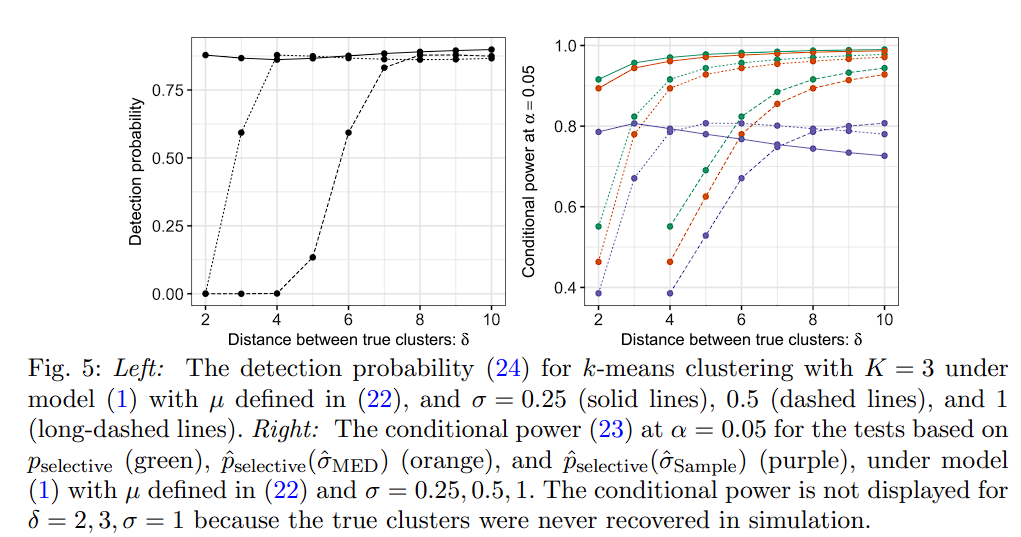 Detection probability
0.75
0.50
0.25
0.00
2 4 6 8 10
Distance between true clusters: δ
Conditional power at α = 0.05
1.0
0.8
0.6
0.4
2 4 6 8 10
Distance between true clusters: δ
Fig. 5: Left: The detection probability (24) for k-means clustering with K = 3 under
model (1) with μ defined in (22), and σ = 0.25 (solid lines), 0.5 (dashed lines), and 1
(long-dashed lines). Right: The conditional power (23) at α = 0.05 for the tests based on
p_selective (green), p̂_selective(σ̂_MED) (orange), and p̂_selective(σ̂_Sample) (purple), under model
(1) with μ defined in (22) and σ = 0.25, 0.5, 1. The conditional power is not displayed for
δ = 2, 3, σ = 1 because the true clusters were never recovered in simulation.